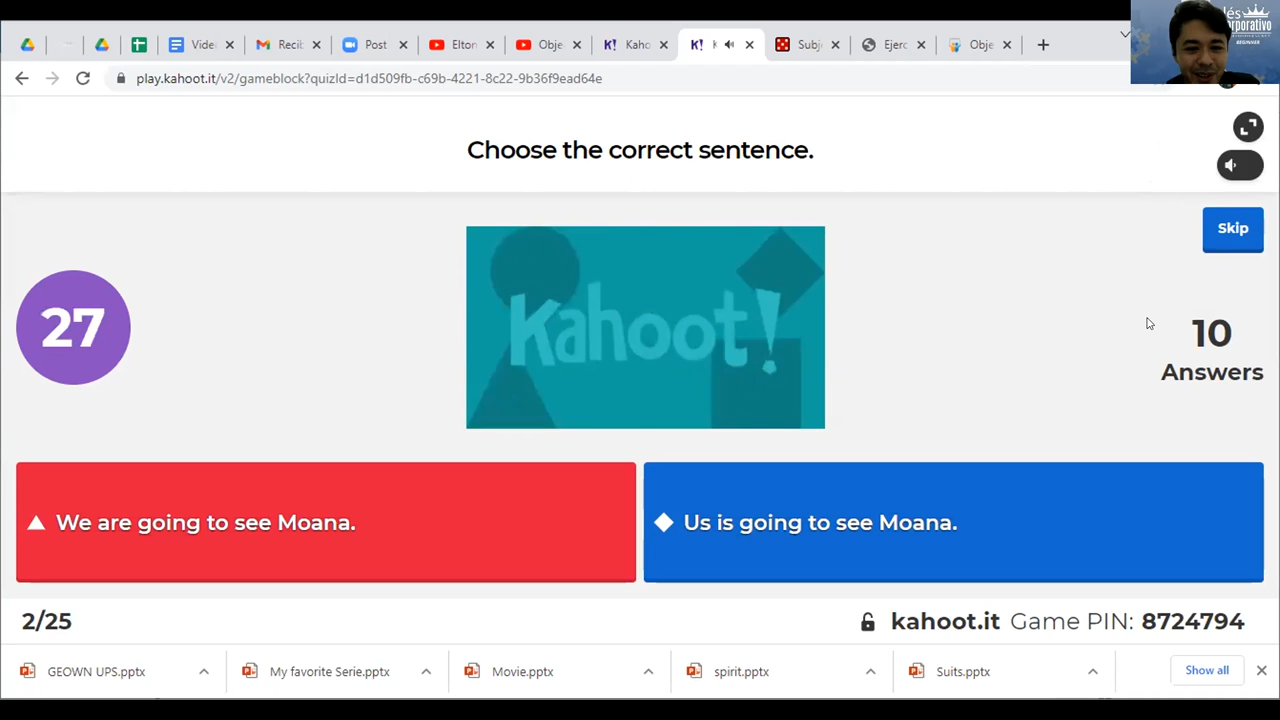 Vide
Recib
Post
Elton
Kaho
Subj
Ejerc
Obje
play.kahoot.it/v2/gameblock?quizId=d1d509fb-c69b-4221-8c22-9b36f9ead64e
BEGINNER
Choose the correct sentence.
Skip
27
Kahoot!
10
Answers
We are going to see Moana.
Us is going to see Moana.
2/25
kahoot.it Game PIN: 8724794
GEOWN UPS.pptx
My favorite Serie.pptx
Movie.pptx
spirit.pptx
Suits.pptx
Show all